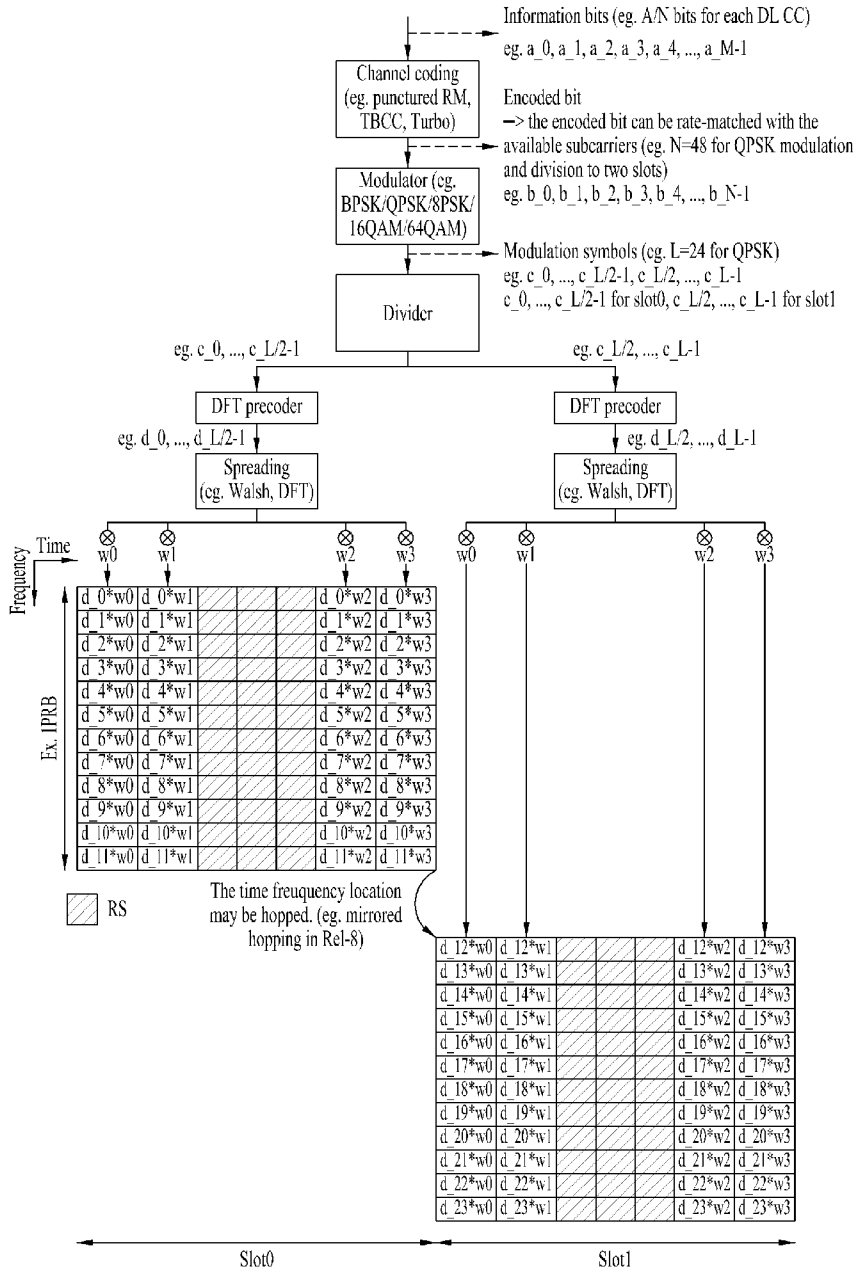 Information bits (eg. A/N bits for each DL CC)
eg. a_0, a_1, a_2, a_3, a_4, ..., a_M-1
Channel coding
(eg. punctured RM,
TBCC, Turbo)
Encoded bit
–> the encoded bit can be rate-matched with the
available subcarriers (eg. N=48 for QPSK modulation
and division to two slots)
eg. b_0, b_1, b_2, b_3, b_4, ..., b_N-1
Modulator (eg.
BPSK/QPSK/8PSK/
16QAM/64QAM)
Modulation symbols (eg. L=24 for QPSK)
eg. c_0, ..., c_L/2-1, c_L/2, ..., c_L-1
c_0, ..., c_L/2-1 for slot0, c_L/2, ..., c_L-1 for slot1
Divider
eg. c_0, ..., c_L/2-1
eg. c_L/2, ..., c_L-1
DFT precoder
DFT precoder
eg. d_0, ..., d_L/2-1
eg. d_L/2, ..., d_L-1
Spreading
(eg. Walsh, DFT)
Spreading
(eg. Walsh, DFT)
Time
Frequency
w0 w1 w2 w3
w0 w1 w2 w3
Ex. 1PRB
d_0*w0 d_0*w1 d_0*w2 d_0*w3
d_1*w0 d_1*w1 d_1*w2 d_1*w3
d_2*w0 d_2*w1 d_2*w2 d_2*w3
d_3*w0 d_3*w1 d_3*w2 d_3*w3
d_4*w0 d_4*w1 d_4*w2 d_4*w3
d_5*w0 d_5*w1 d_5*w2 d_5*w3
d_6*w0 d_6*w1 d_6*w2 d_6*w3
d_7*w0 d_7*w1 d_7*w2 d_7*w3
d_8*w0 d_8*w1 d_8*w2 d_8*w3
d_9*w0 d_9*w1 d_9*w2 d_9*w3
d_10*w0 d_10*w1 d_10*w2 d_10*w3
d_11*w0 d_11*w1 d_11*w2 d_11*w3
RS
The time freuquency location
may be hopped. (eg. mirrored
hopping in Rel-8)
d_12*w0 d_12*w1 d_12*w2 d_12*w3
d_13*w0 d_13*w1 d_13*w2 d_13*w3
d_14*w0 d_14*w1 d_14*w2 d_14*w3
d_15*w0 d_15*w1 d_15*w2 d_15*w3
d_16*w0 d_16*w1 d_16*w2 d_16*w3
d_17*w0 d_17*w1 d_17*w2 d_17*w3
d_18*w0 d_18*w1 d_18*w2 d_18*w3
d_19*w0 d_19*w1 d_19*w2 d_19*w3
d_20*w0 d_20*w1 d_20*w2 d_20*w3
d_21*w0 d_21*w1 d_21*w2 d_21*w3
d_22*w0 d_22*w1 d_22*w2 d_22*w3
d_23*w0 d_23*w1 d_23*w2 d_23*w3
Slot0
Slot1